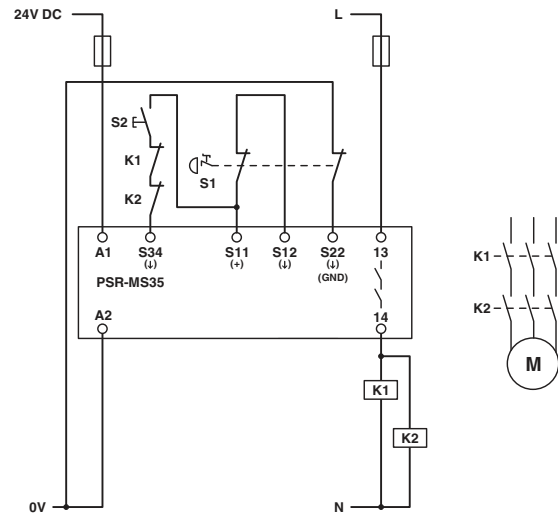 24V DC
L
S2
K1
S1
K2
A1 S34 S11 S12 S22 13
(↓) (+) (↓) (↓)
(GND)
PSR-MS35
A2 14
K1
K2
0V N
K1
K2
M